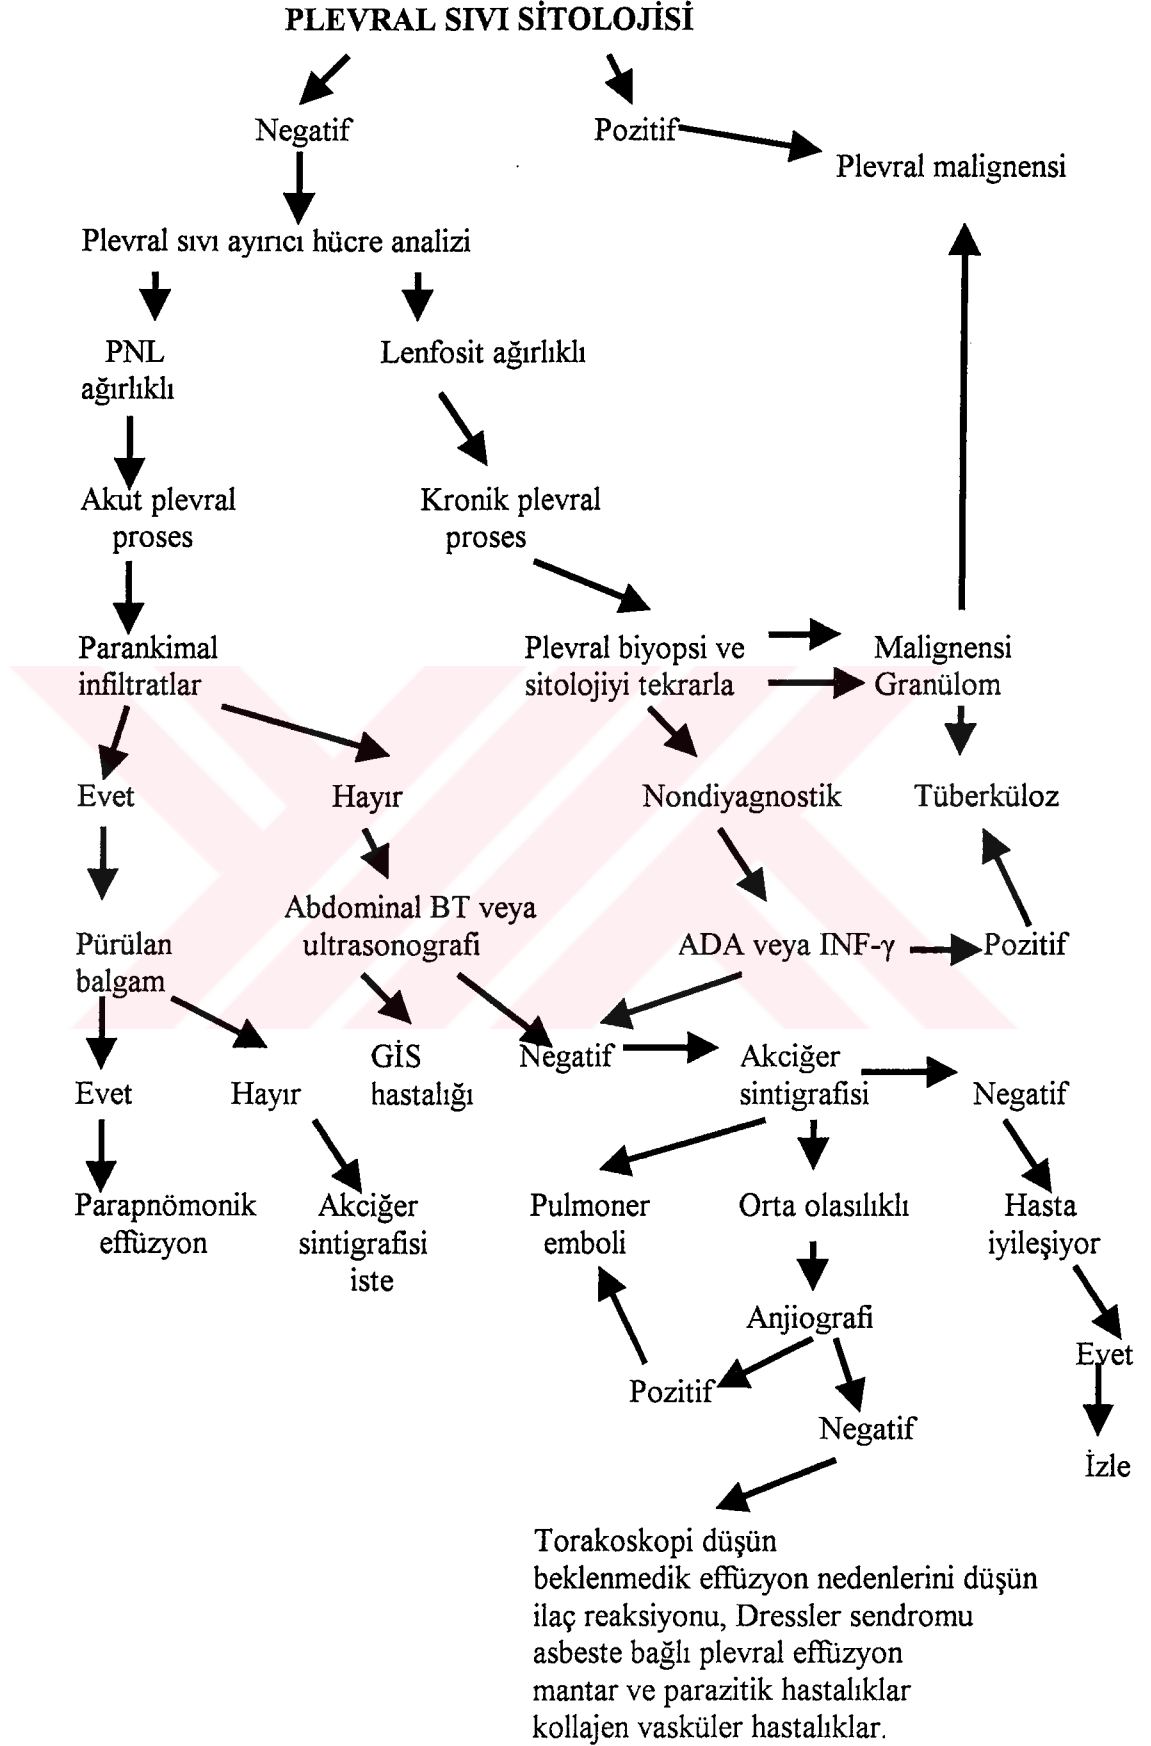 PLEVRAL SIVI SİTOLOJİSİ
Negatif
Pozitif
Plevral malignensi
Plevral sıvı ayırıcı hücre analizi
PNL
ağırlıklı
Lenfosit ağırlıklı
Akut plevral
proses
Kronik plevral
proses
Parankimal
infiltratlar
Plevral biyopsi ve
sitolojiyi tekrarla
Malignensi
Granülom
Evet
Hayır
Nondiyagnostik
Tüberküloz
Abdominal BT veya
ultrasonografi
Pürülan
balgam
ADA veya INF-γ
Pozitif
GİS
hastalığı
Negatif
Akciğer
sintigrafisi
Evet
Hayır
Negatif
Parapnömonik
effüzyon
Akciğer
sintigrafisi
iste
Pulmoner
emboli
Orta olasılıklı
Hasta
iyileşiyor
Anjiografi
Evet
Pozitif
Negatif
İzle
Torakoskopi düşün
beklenmedik effüzyon nedenlerini düşün
ilaç reaksiyonu, Dressler sendromu
asbeste bağlı plevral effüzyon
mantar ve parazitik hastalıklar
kollajen vasküler hastalıklar.